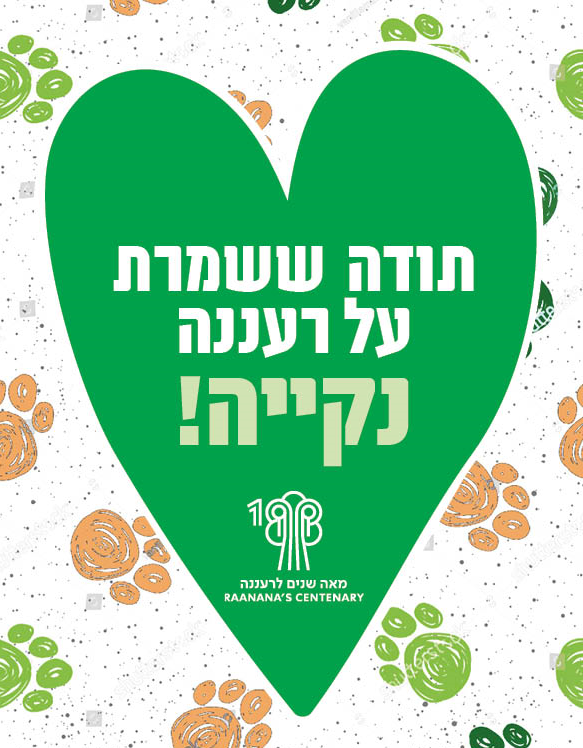 תודה ששמרת
על רעננה
נקייה!
100
מאה שנים לרעננה
RAANANA'S CENTENARY